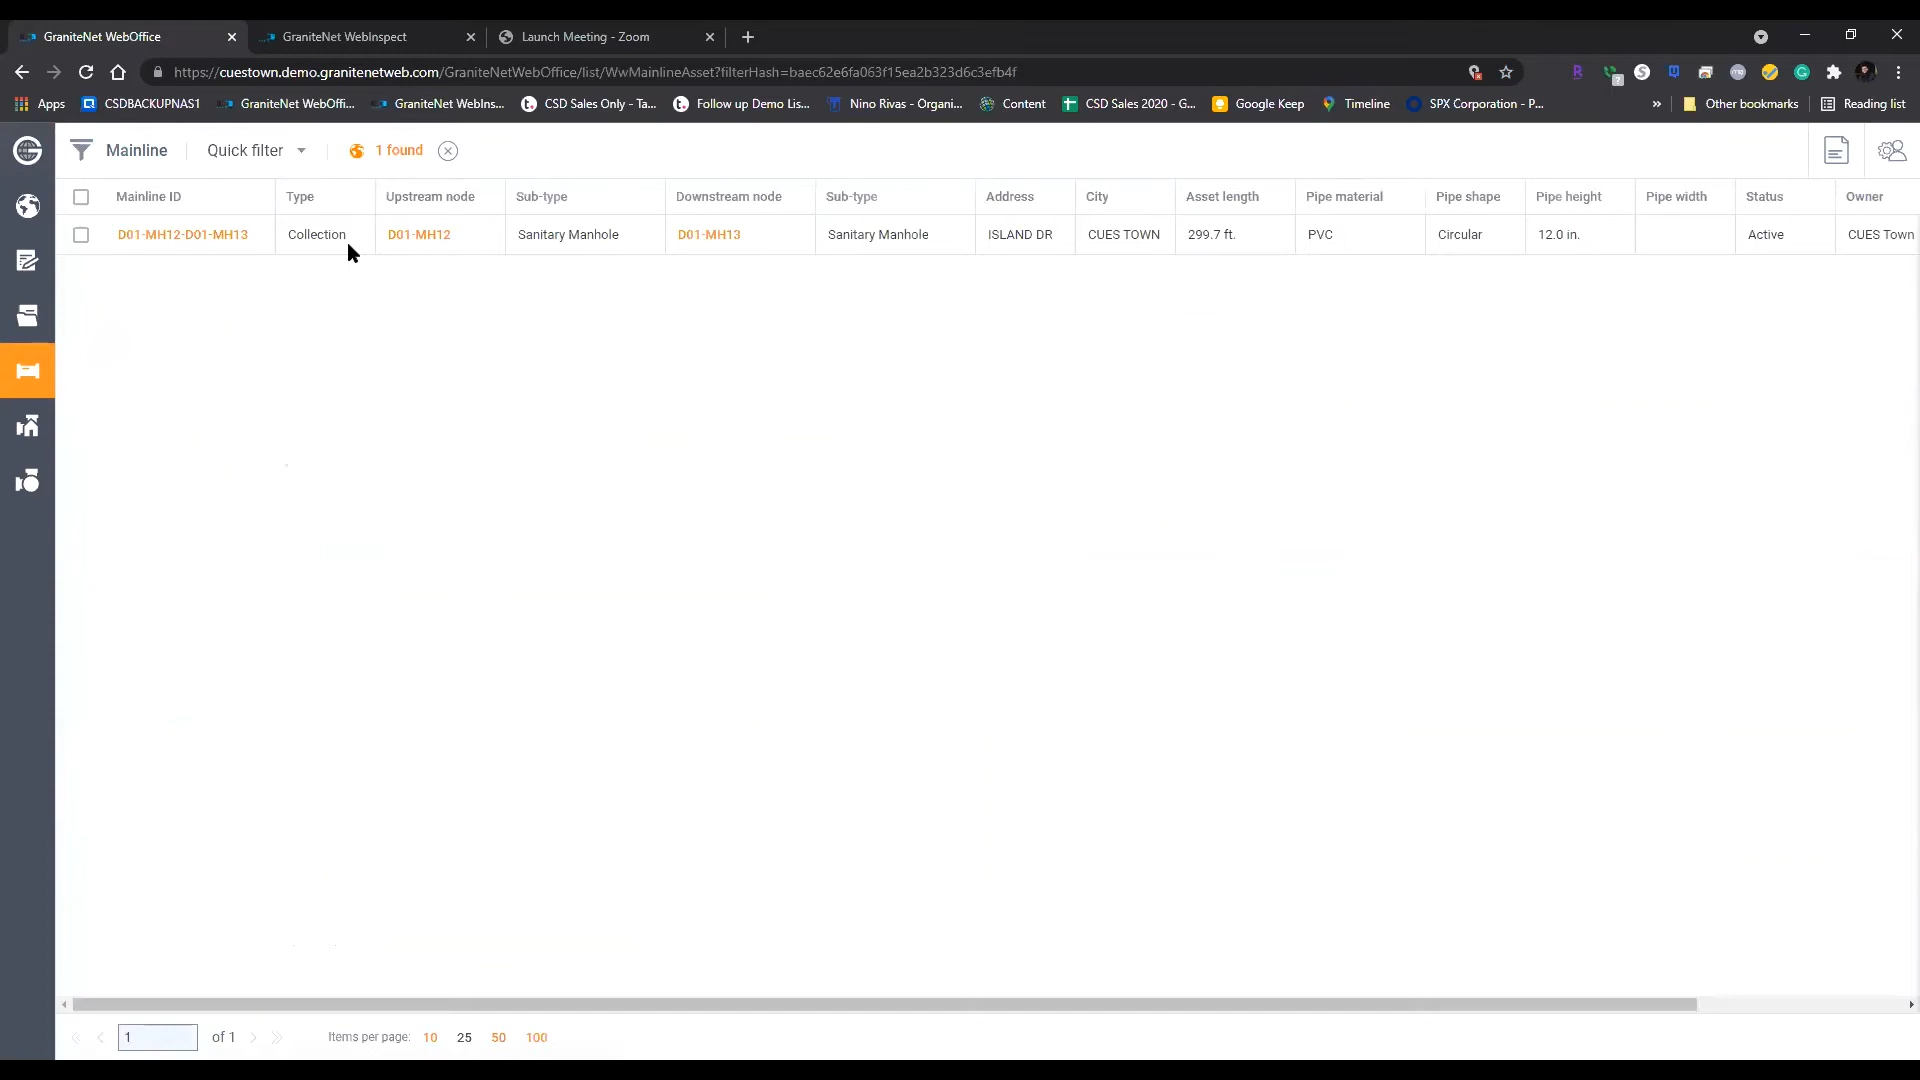 GraniteNet WebOffice
GraniteNet WebInspect
Launch Meeting - Zoom
https://cuestown.demo.granitenetweb.com/GraniteNetWebOffice/list/WwMainlineAsset?filterHash=baec62e6fa063f15ea2b323d6c3efb4f
Apps CSDBACKUPNAS1 GraniteNet WebOffi... GraniteNet WebIns... CSD Sales Only - Ta... Follow up Demo Lis... Nino Rivas - Organi... Content CSD Sales 2020 - G... Google Keep Timeline SPX Corporation - P... » Other bookmarks Reading list
Mainline Quick filter 1 found
Mainline ID Type Upstream node Sub-type Downstream node Sub-type Address City Asset length Pipe material Pipe shape Pipe height Pipe width Status Owner
D01-MH12-D01-MH13 Collection D01-MH12 Sanitary Manhole D01-MH13 Sanitary Manhole ISLAND DR CUES TOWN 299.7 ft. PVC Circular 12.0 in. Active CUES Town
1 of 1 Items per page: 10 25 50 100